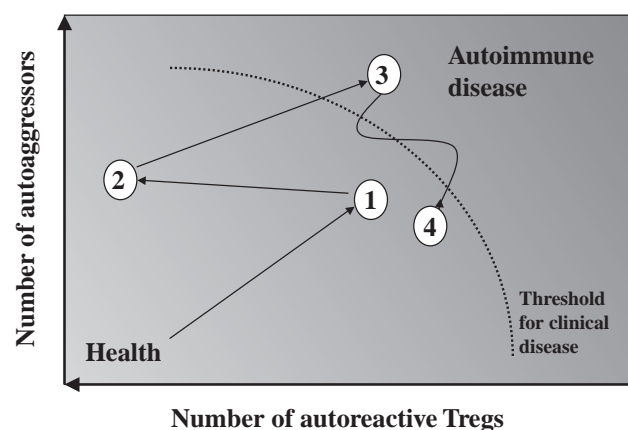 Number of autoaggressors
Autoimmune
disease
3
2
1
4
Threshold
for clinical
disease
Health
Number of autoreactive Tregs